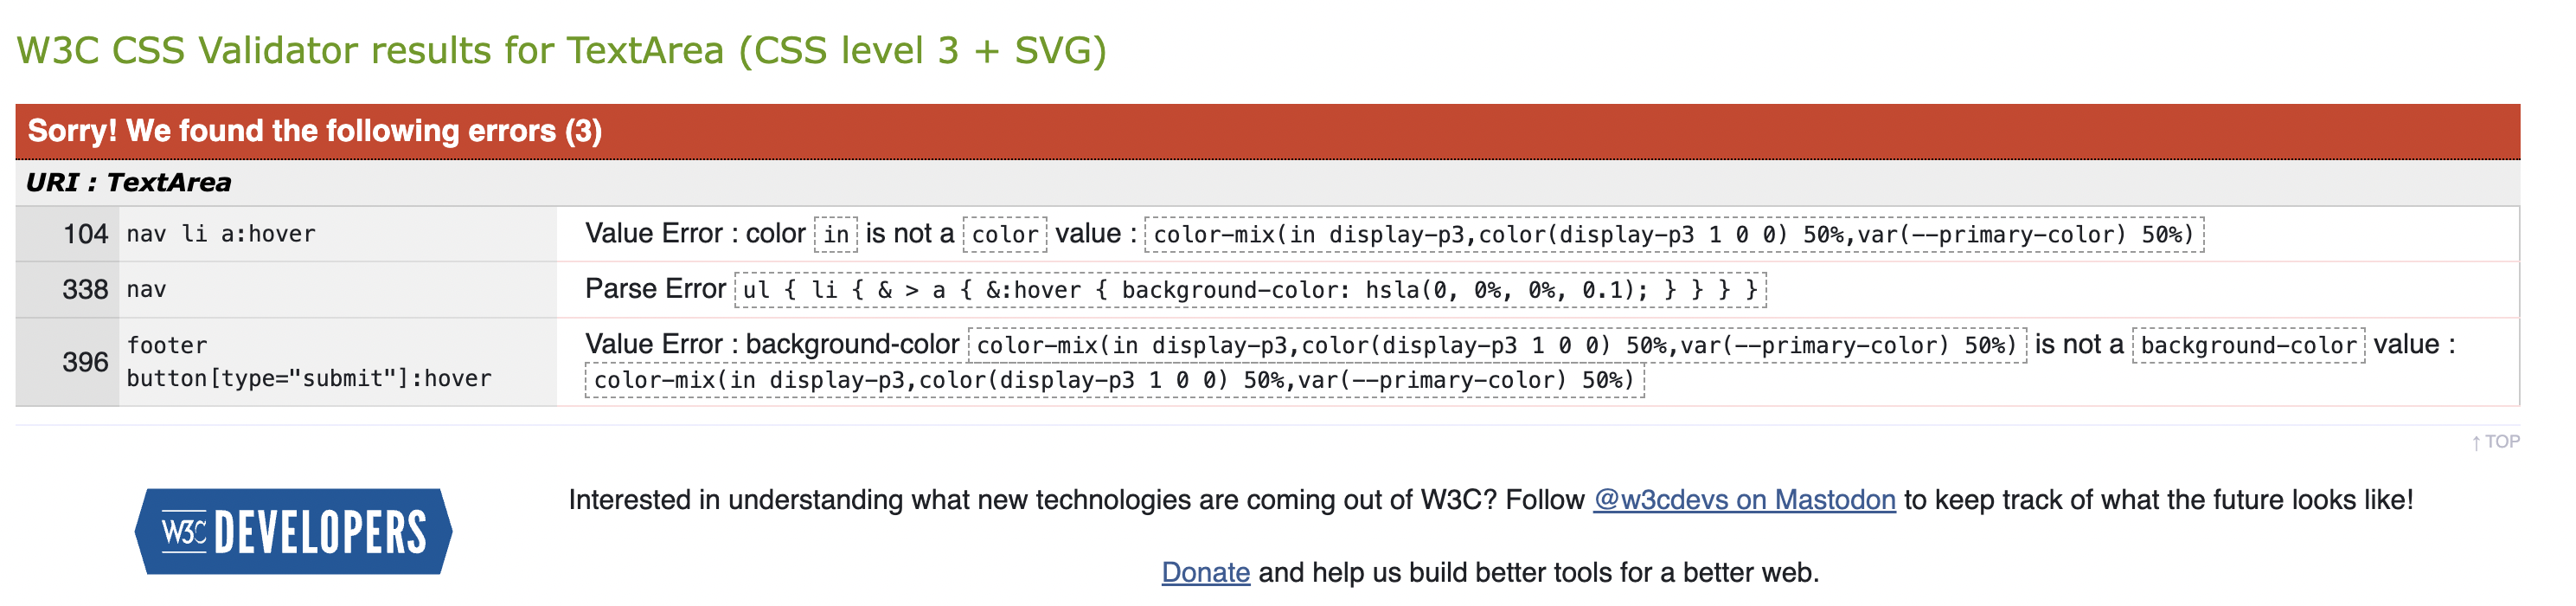 W3C CSS Validator results for TextArea (CSS level 3 + SVG)
Sorry! We found the following errors (3)
URI : TextArea
104 nav li a:hover Value Error : color in is not a color value : color-mix(in display-p3,color(display-p3 1 0 0) 50%,var(--primary-color) 50%)
338 nav Parse Error ul { li { & > a { &:hover { background-color: hsla(0, 0%, 0%, 0.1); } } } }
396 footer button[type="submit"]:hover Value Error : background-color color-mix(in display-p3,color(display-p3 1 0 0) 50%,var(--primary-color) 50%) is not a background-color value :
color-mix(in display-p3,color(display-p3 1 0 0) 50%,var(--primary-color) 50%)
↑ TOP
W3C DEVELOPERS
Interested in understanding what new technologies are coming out of W3C? Follow @w3cdevs on Mastodon to keep track of what the future looks like!
Donate and help us build better tools for a better web.